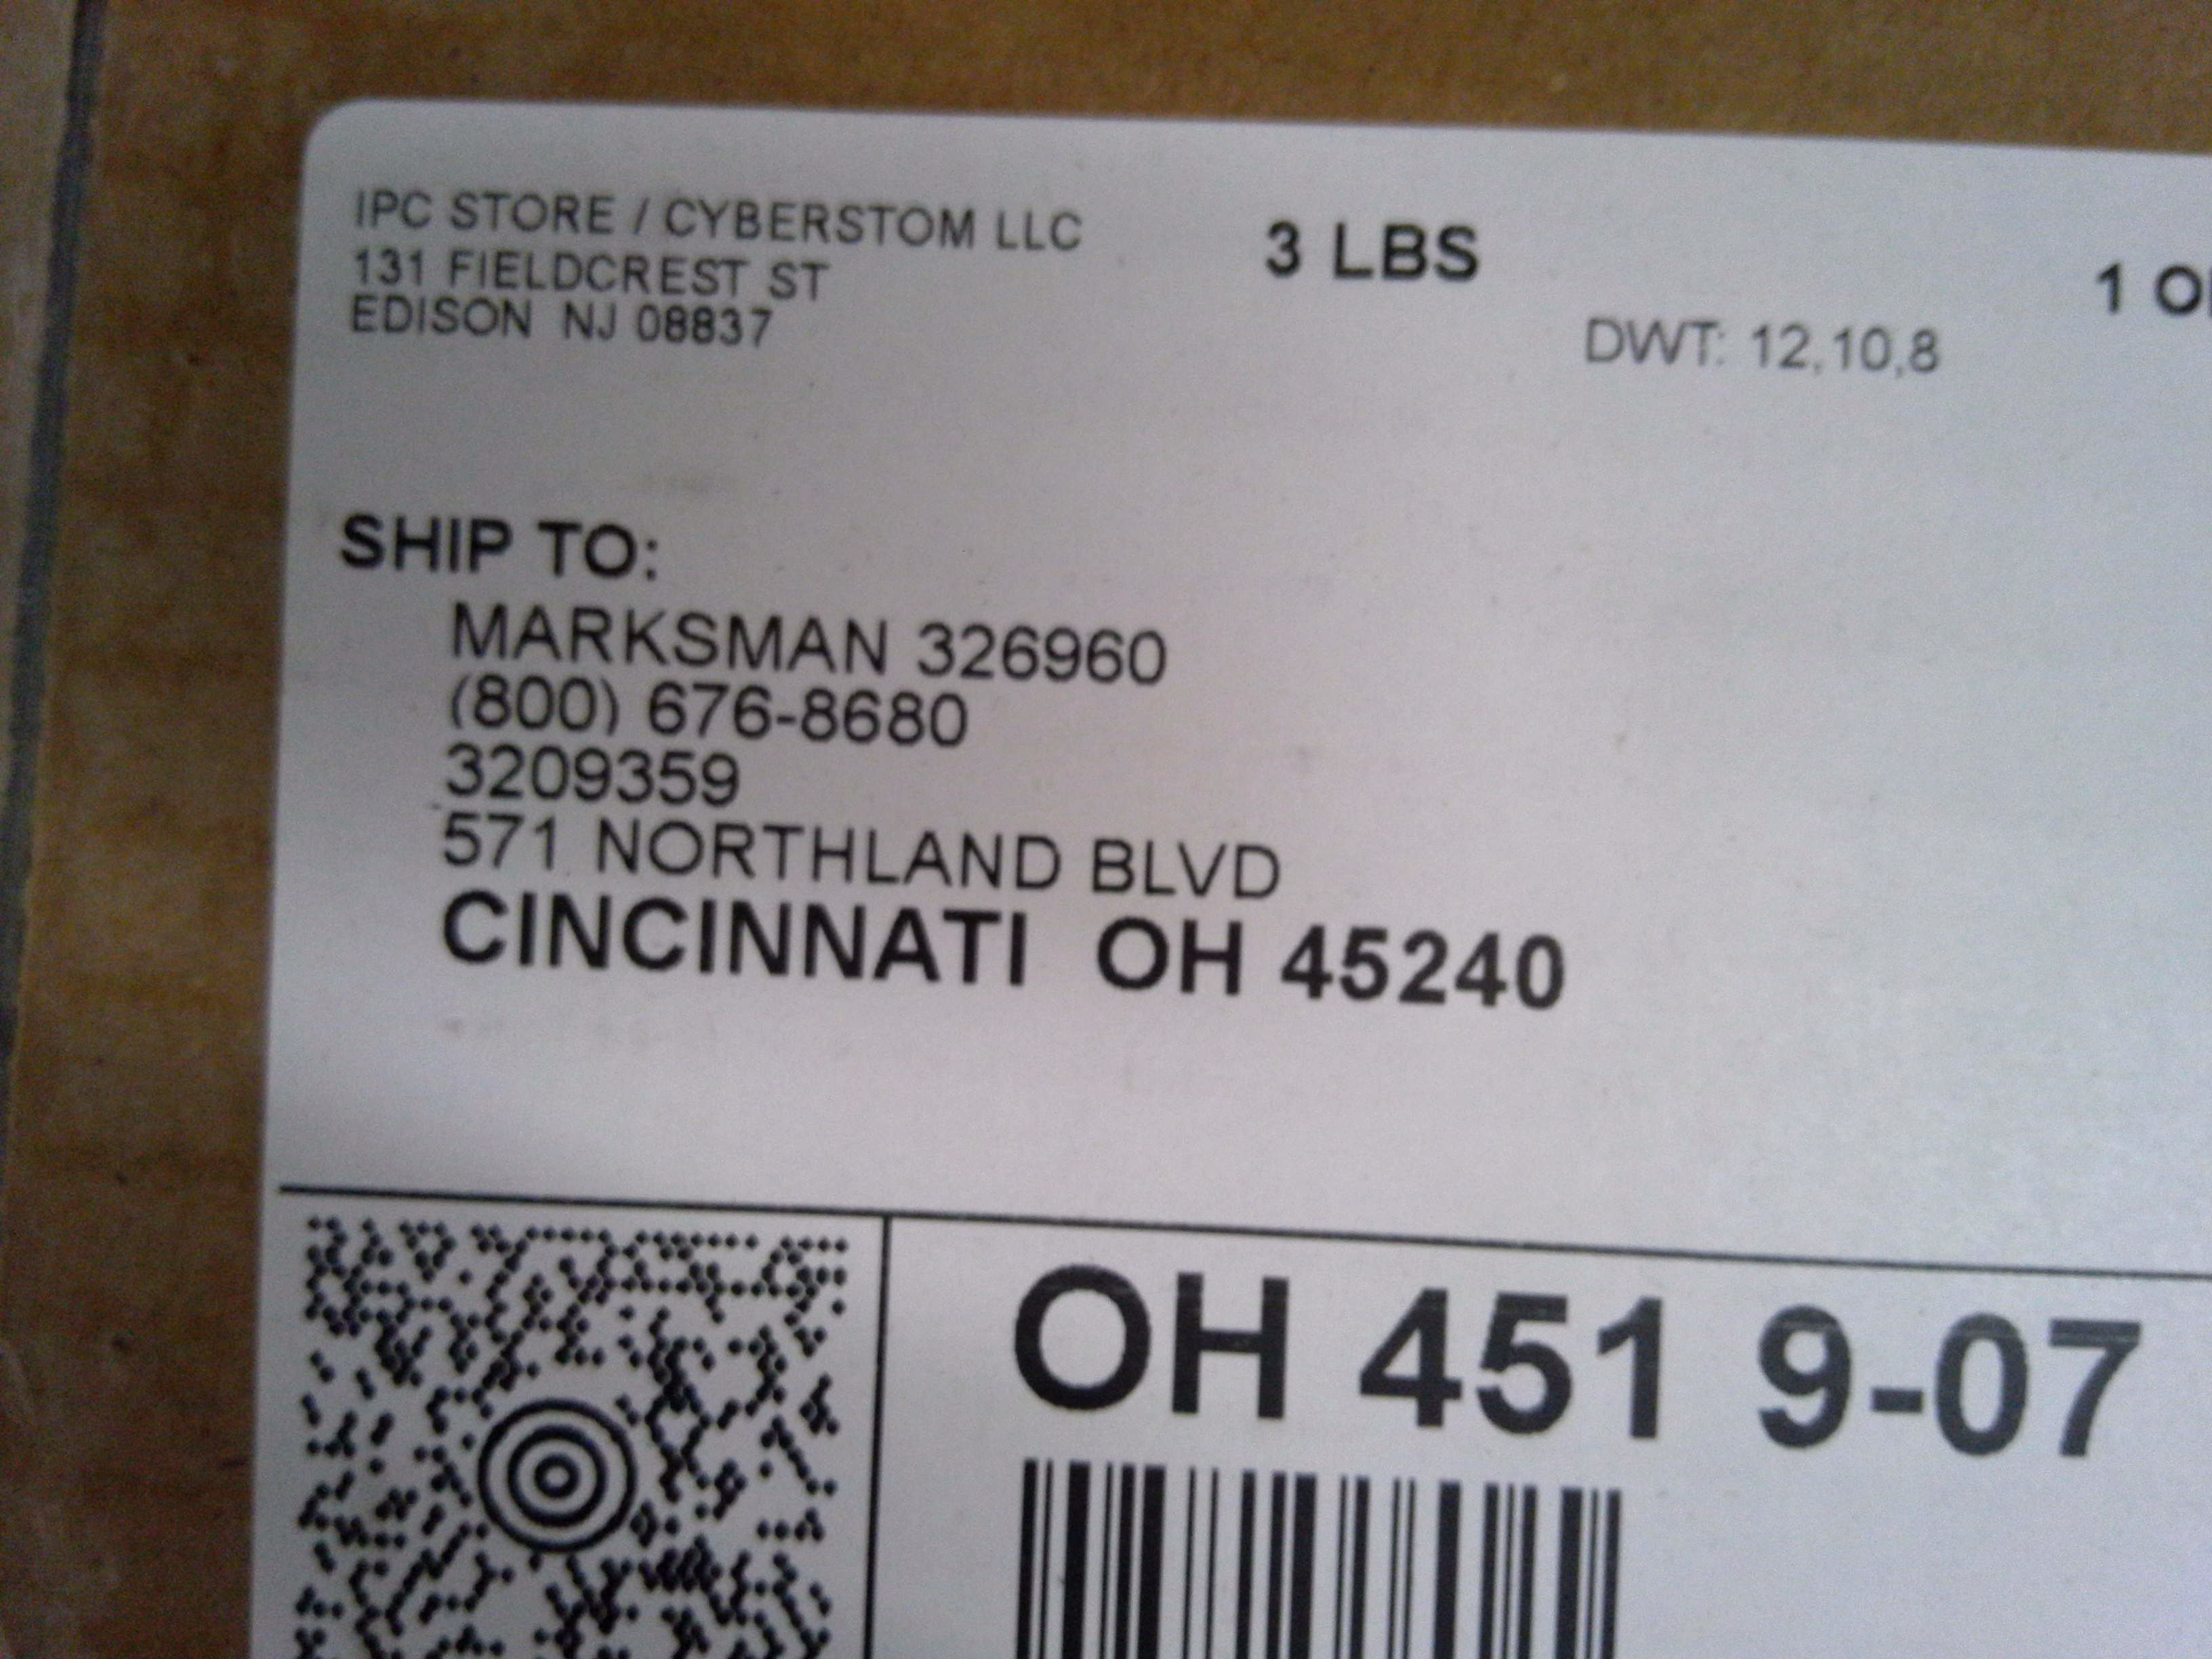 IPC STORE / CYBERSTOM LLC
131 FIELDCREST ST
EDISON NJ 08837
3 LBS
1
DWT: 12,10,8
SHIP TO:
MARKSMAN 326960
(800) 676-8680
3209359
571 NORTHLAND BLVD
CINCINNATI OH 45240
OH 451 9-07